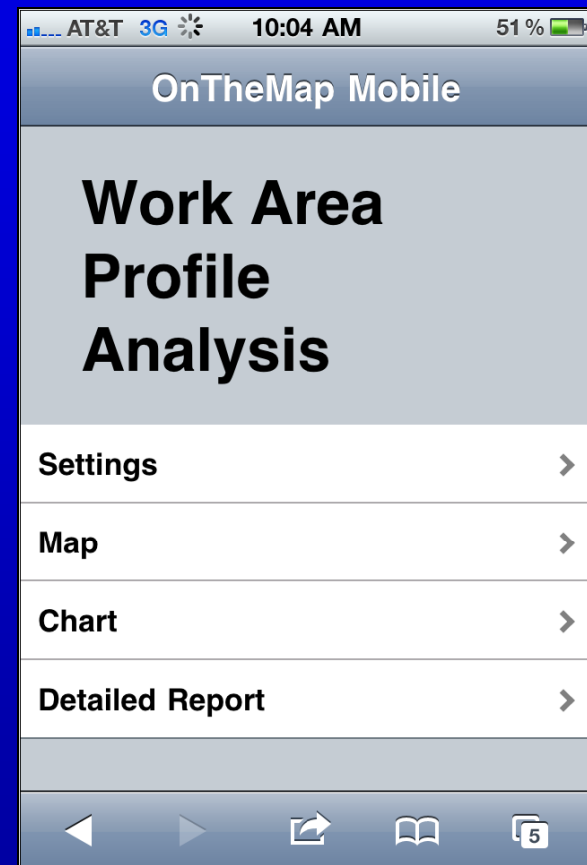 AT&T 3G 10:04 AM 51%
OnTheMap Mobile
Work Area
Profile
Analysis
Settings
Map
Chart
Detailed Report
5